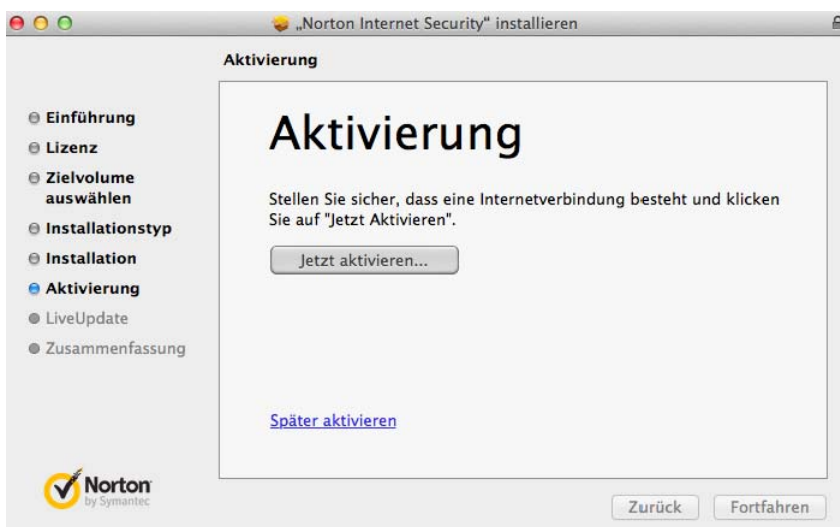 „Norton Internet Security“ installieren
Aktivierung
Einführung
Lizenz
Zielvolume
auswählen
Installationstyp
Installation
Aktivierung
LiveUpdate
Zusammenfassung
Aktivierung
Stellen Sie sicher, dass eine Internetverbindung besteht und klicken
Sie auf "Jetzt Aktivieren".
Jetzt aktivieren...
Später aktivieren
Norton
by Symantec
Zurück
Fortfahren